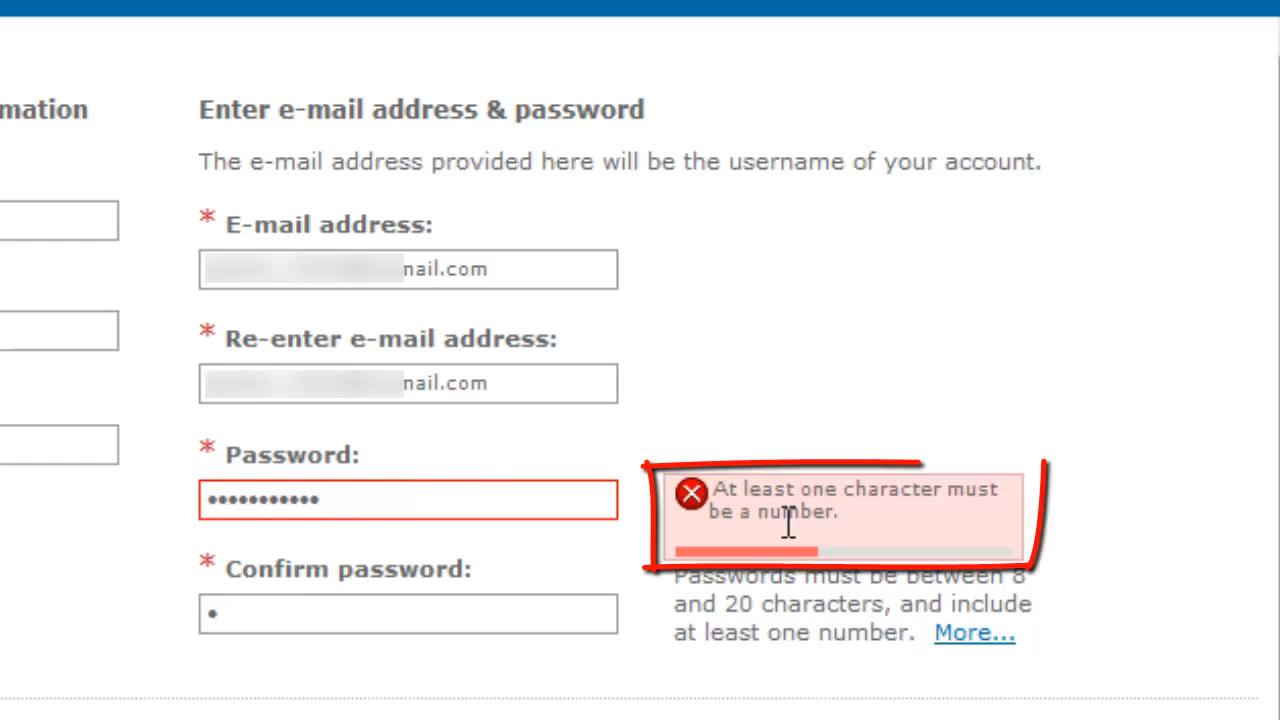 mation
Enter e-mail address & password
The e-mail address provided here will be the username of your account.
* E-mail address:
mail.com
* Re-enter e-mail address:
mail.com
* Password:
•••••••••••
At least one character must
be a number.
* Confirm password:
•
Passwords must be between 8
and 20 characters, and include
at least one number. More...